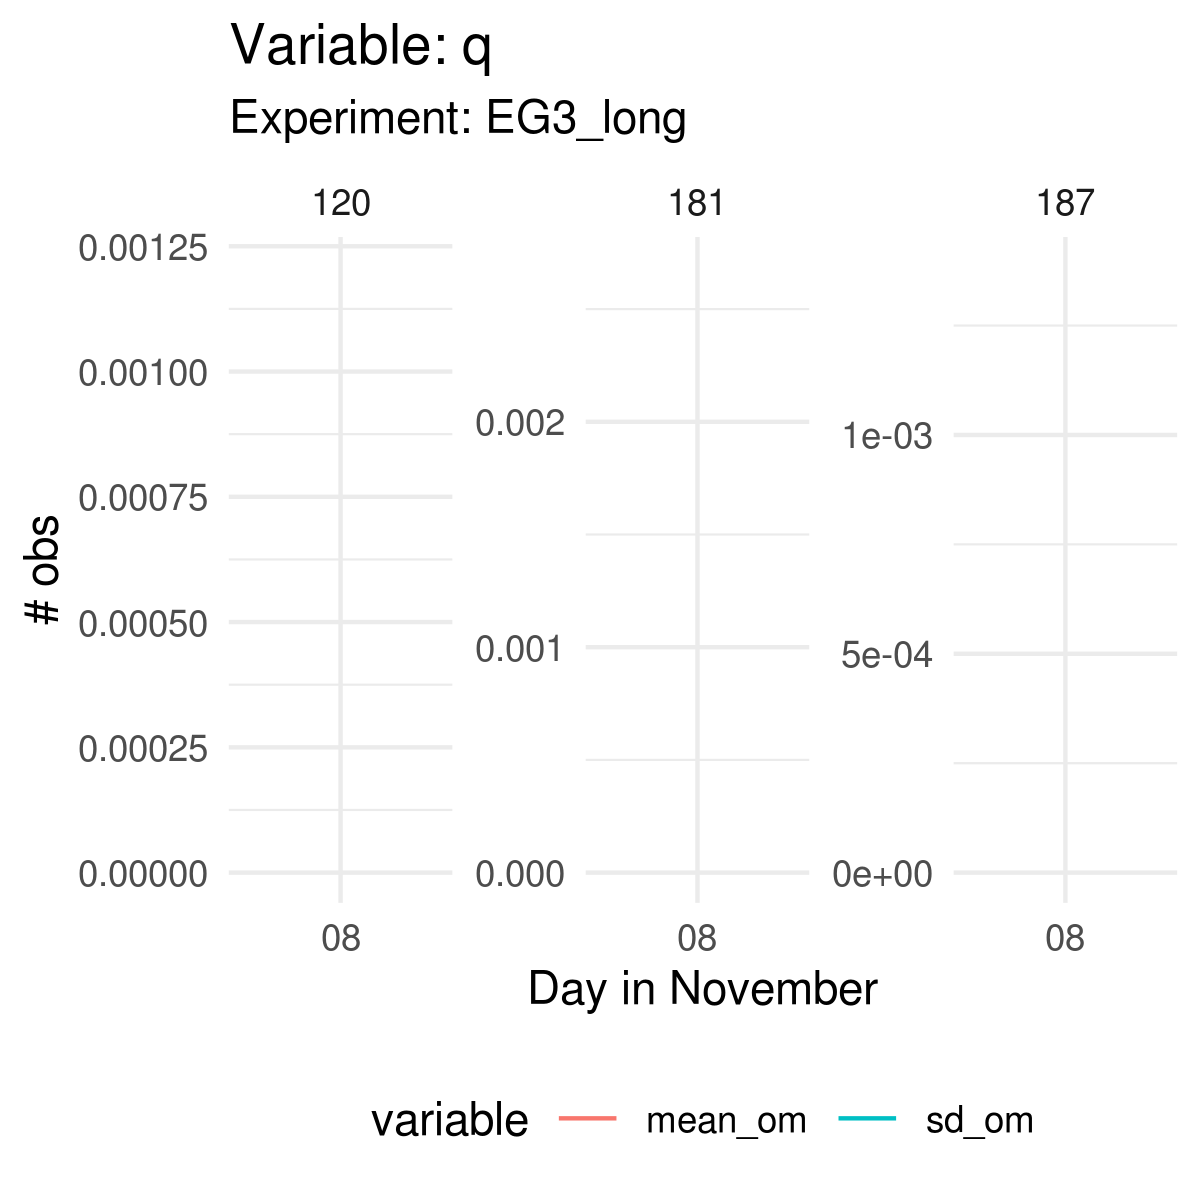 Variable: q
Experiment: EG3_long
120 181 187
0.00125
0.00100
0.00075
0.00050
0.00025
0.00000
0.002
0.001
0.000
1e-03
5e-04
0e+00
# obs
08 08 08
Day in November
variable mean_om sd_om